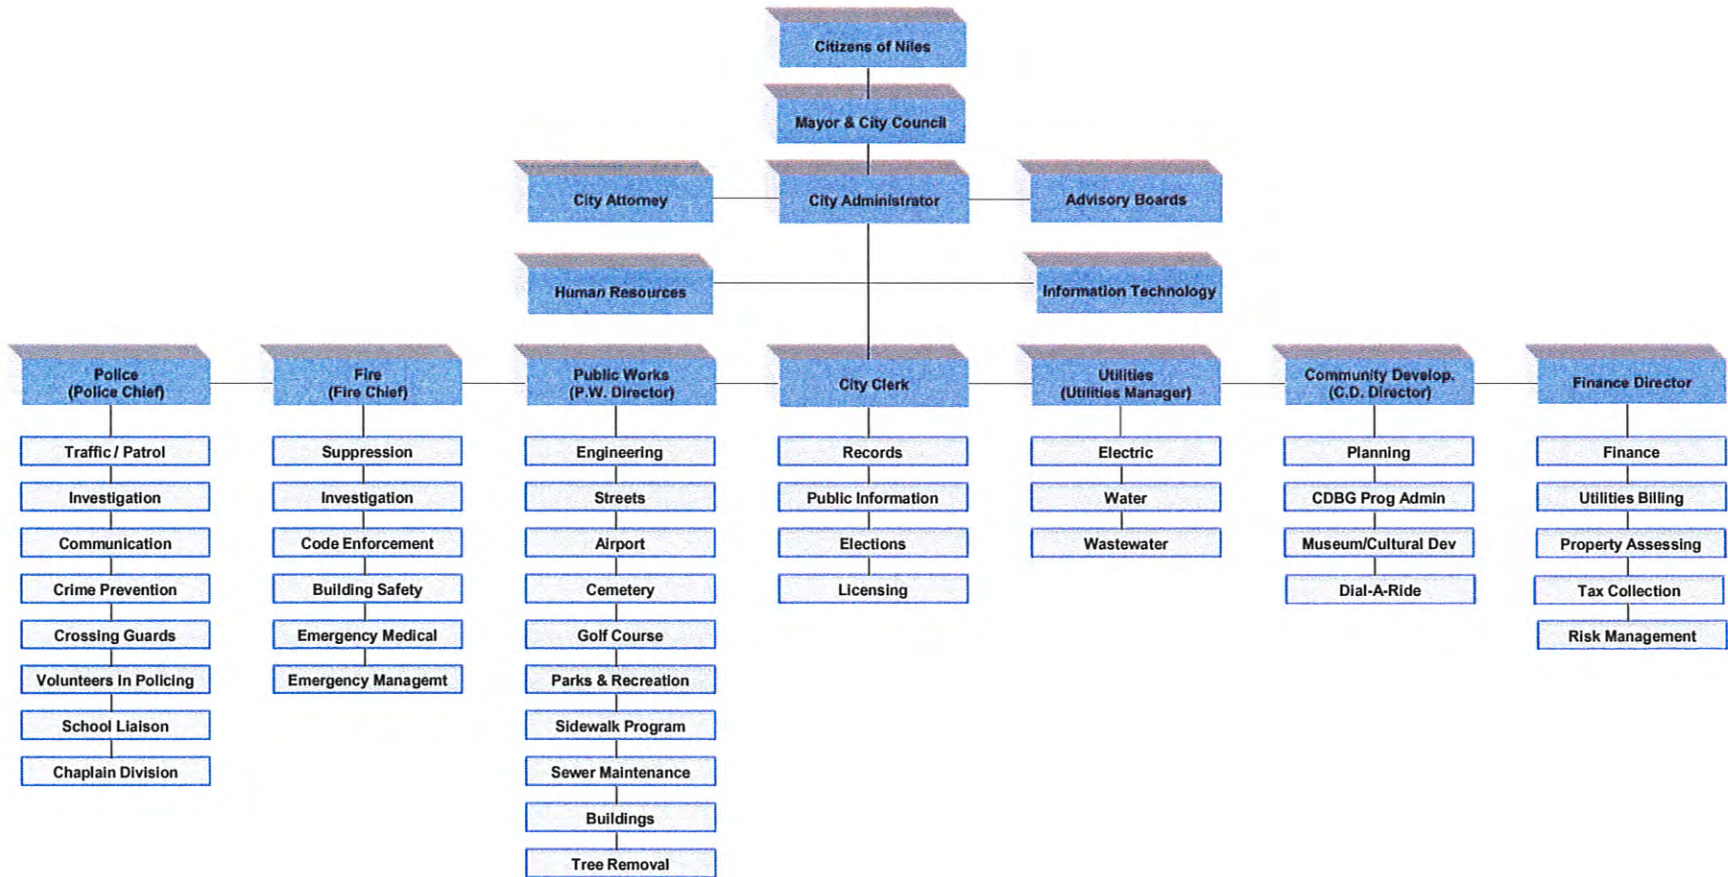 Citizens of Niles
Mayor & City Council
City Attorney
City Administrator
Advisory Boards
Human Resources
Information Technology
Police
(Police Chief)
Traffic / Patrol
Investigation
Communication
Crime Prevention
Crossing Guards
Volunteers In Policing
School Liaison
Chaplain Division
Fire
(Fire Chief)
Suppression
Investigation
Code Enforcement
Building Safety
Emergency Medical
Emergency Managemt
Public Works
(P.W. Director)
Engineering
Streets
Airport
Cemetery
Golf Course
Parks & Recreation
Sidewalk Program
Sewer Maintenance
Buildings
Tree Removal
City Clerk
Records
Public Information
Elections
Licensing
Utilities
(Utilities Manager)
Electric
Water
Wastewater
Community Develop.
(C.D. Director)
Planning
CDBG Prog Admin
Museum/Cultural Dev
Dial-A-Ride
Finance Director
Finance
Utilities Billing
Property Assessing
Tax Collection
Risk Management